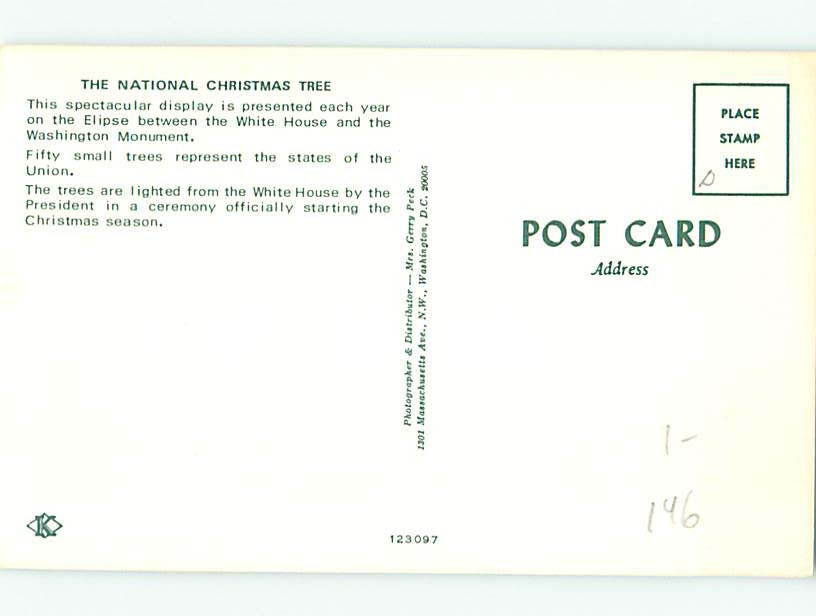 THE NATIONAL CHRISTMAS TREE
This spectacular display is presented each year
on the Elipse between the White House and the
Washington Monument.
Fifty small trees represent the states of the
Union.
The trees are lighted from the White House by the
President in a ceremony officially starting the
Christmas season.
Photographer & Distributor — Mrs. Gerry Peck
1301 Massachusetts Ave., N.W., Washington, D.C. 20005
PLACE
STAMP
HERE
D
POST CARD
Address
1-
146
K
123097